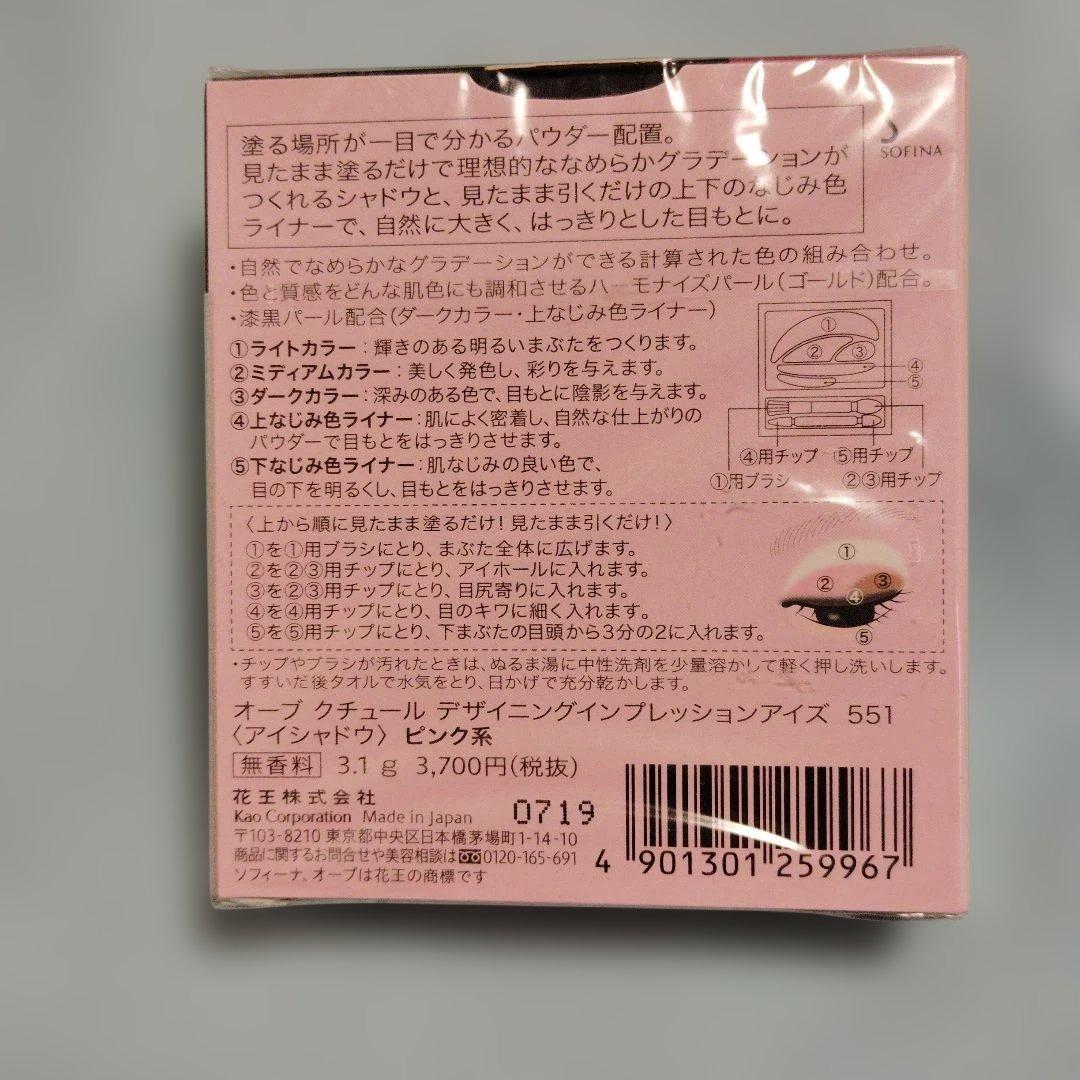 塗る場所が一目で分かるパウダー配置。
見たまま塗るだけで理想的ななめらかグラデーションが
つくれるシャドウと、見たまま引くだけの上下のなじみ色
ライナーで、自然に大きく、はっきりとした目もとに。
SOFINA
・自然でなめらかなグラデーションができる計算された色の組み合わせ。
・色と質感をどんな肌色にも調和させるハーモナイズパール(ゴールド)配合。
・漆黒パール配合(ダークカラー・上なじみ色ライナー)
①ライトカラー:輝きのある明るいまぶたをつくります。
②ミディアムカラー:美しく発色し、彩りを与えます。
③ダークカラー:深みのある色で、目もとに陰影を与えます。
④上なじみ色ライナー:肌によく密着し、自然な仕上がりの
パウダーで目もとをはっきりさせます。
⑤下なじみ色ライナー:肌なじみの良い色で、
目の下を明るくし、目もとをはっきりさせます。
①
② ③
④
⑤
④用チップ ⑤用チップ
①用ブラシ ②③用チップ
〈上から順に見たまま塗るだけ!見たまま引くだけ!〉
①を①用ブラシにとり、まぶた全体に広げます。
②を②③用チップにとり、アイホールに入れます。
③を②③用チップにとり、目尻寄りに入れます。
④を④用チップにとり、目のキワに細く入れます。
⑤を⑤用チップにとり、下まぶたの目頭から3分の2に入れます。
①
② ③
④
⑤
・チップやブラシが汚れたときは、ぬるま湯に中性洗剤を少量溶かして軽く押し洗いします。
すすいだ後タオルで水気をとり、日かげで充分乾かします。
オーブ クチュール デザイニングインプレッションアイズ 551
〈アイシャドウ〉 ピンク系
無香料 3.1g 3,700円(税抜)
花王株式会社
Kao Corporation Made in Japan 0719
〒103-8210 東京都中央区日本橋茅場町1-14-10
商品に関するお問合せや美容相談は 0120-165-691
ソフィーナ、オーブは花王の商標です
4 901301 259967